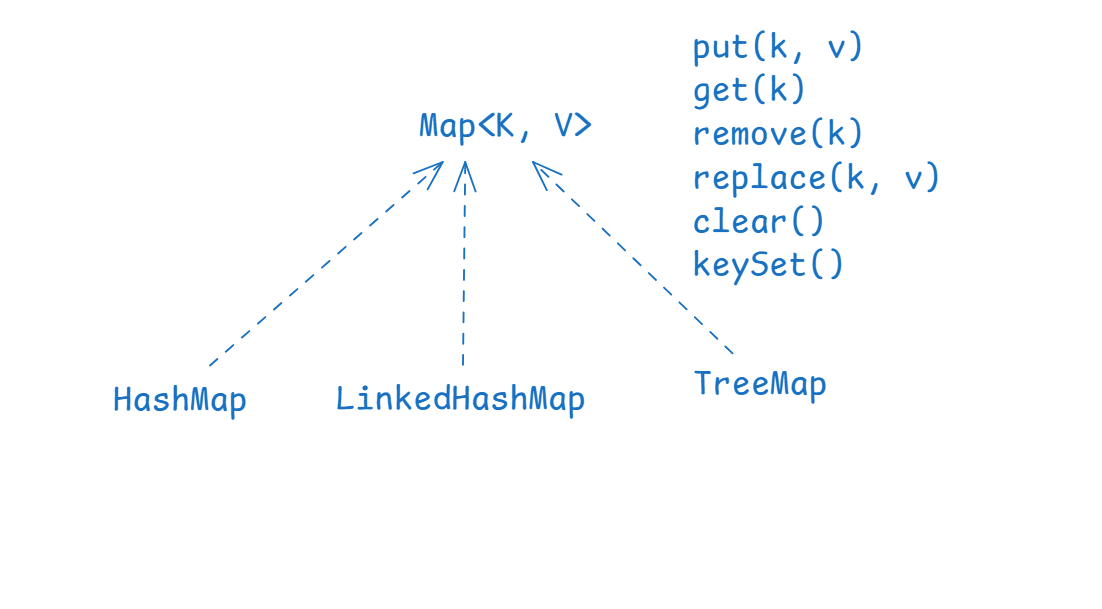 put(k, v)
get(k)
Map<K, V>
remove(k)
replace(k, v)
clear()
keySet()
HashMap
LinkedHashMap
TreeMap